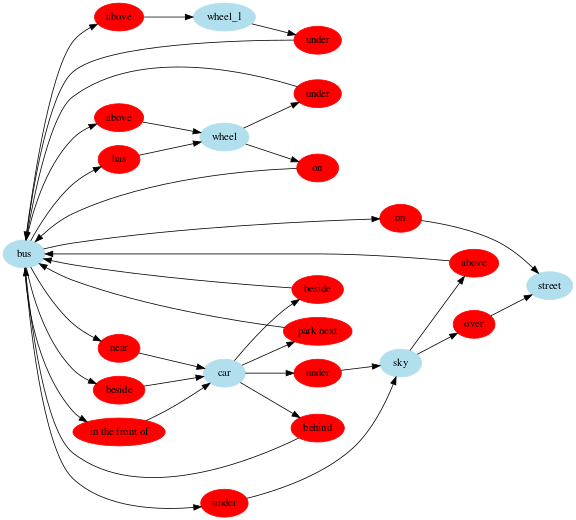 above
wheel_1
under
under
above
wheel
has
on
on
bus
above
street
beside
over
park next
near
sky
car
under
beside
behind
in the front of
under